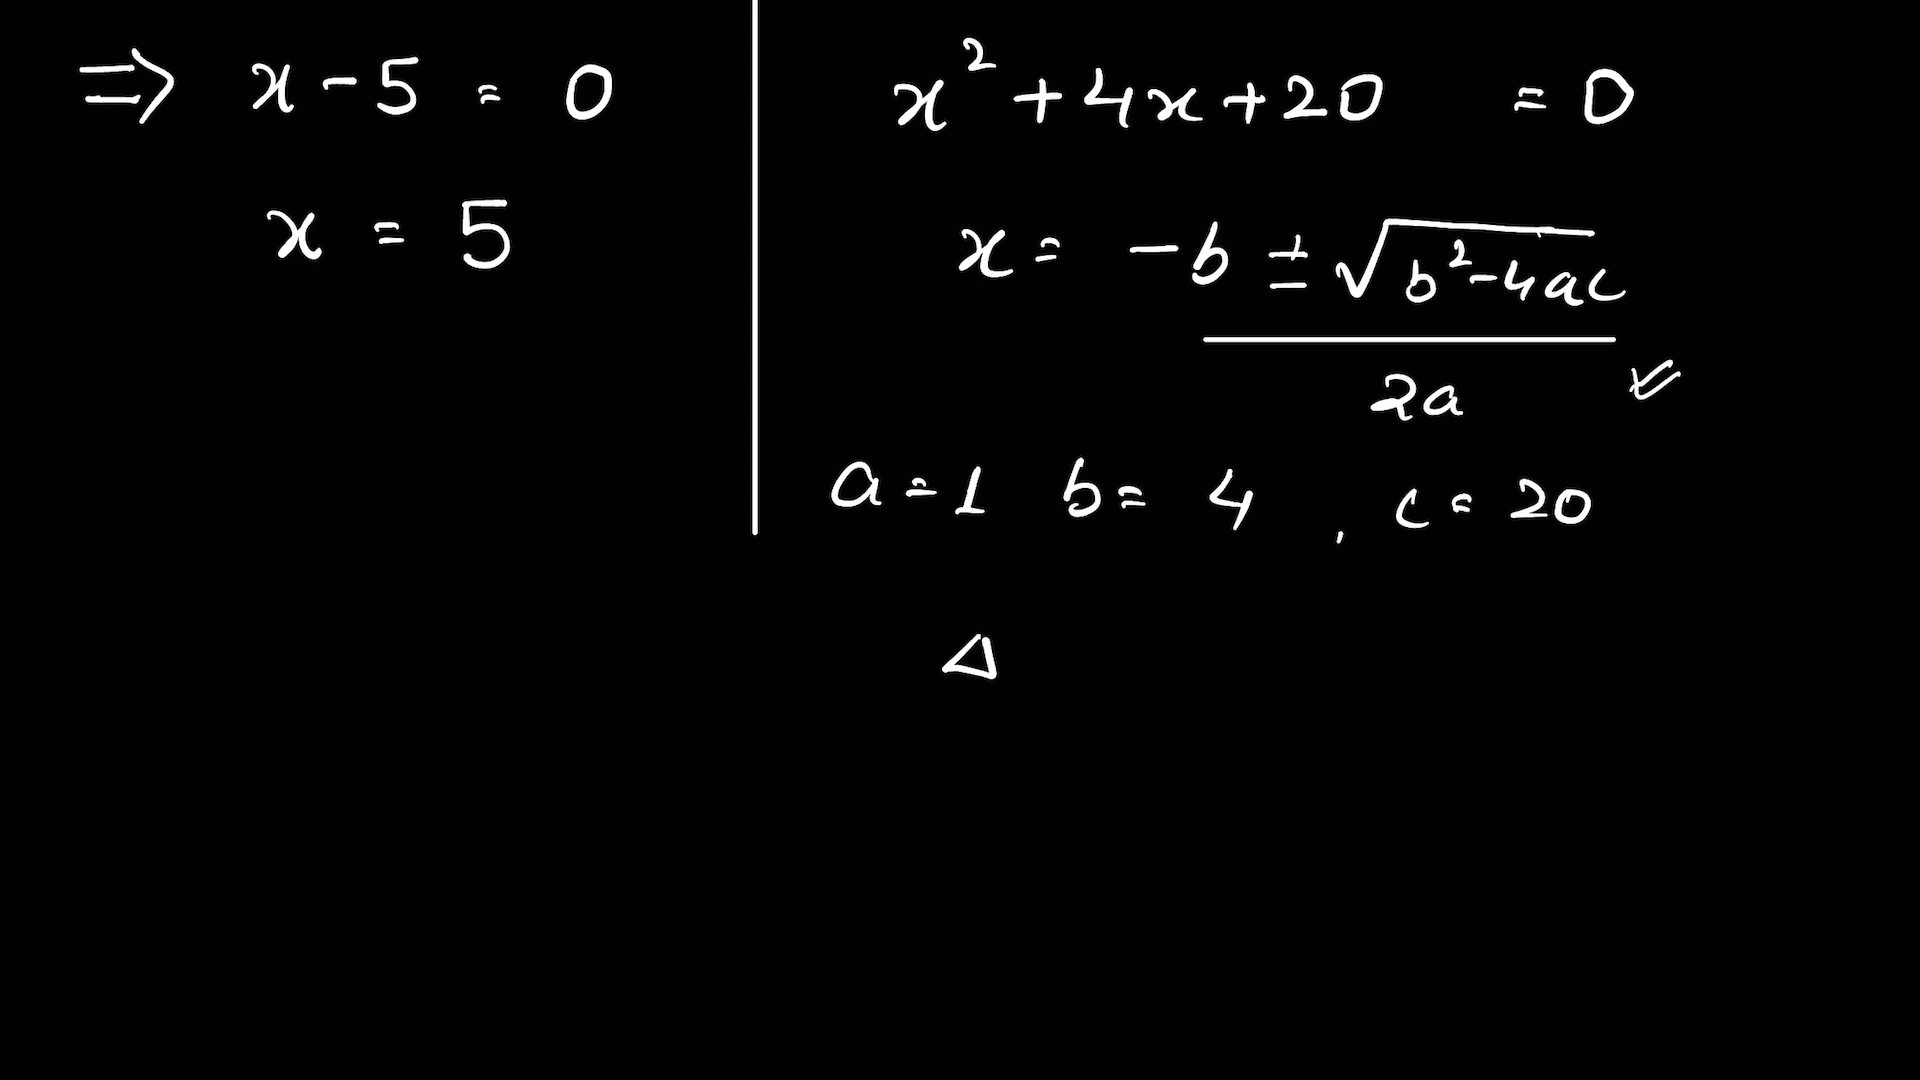 ⇒ x - 5 = 0
x = 5
x² + 4x + 20 = 0
x = -b ± √b² - 4ac
2a
a = 1 b = 4 , c = 20
Δ